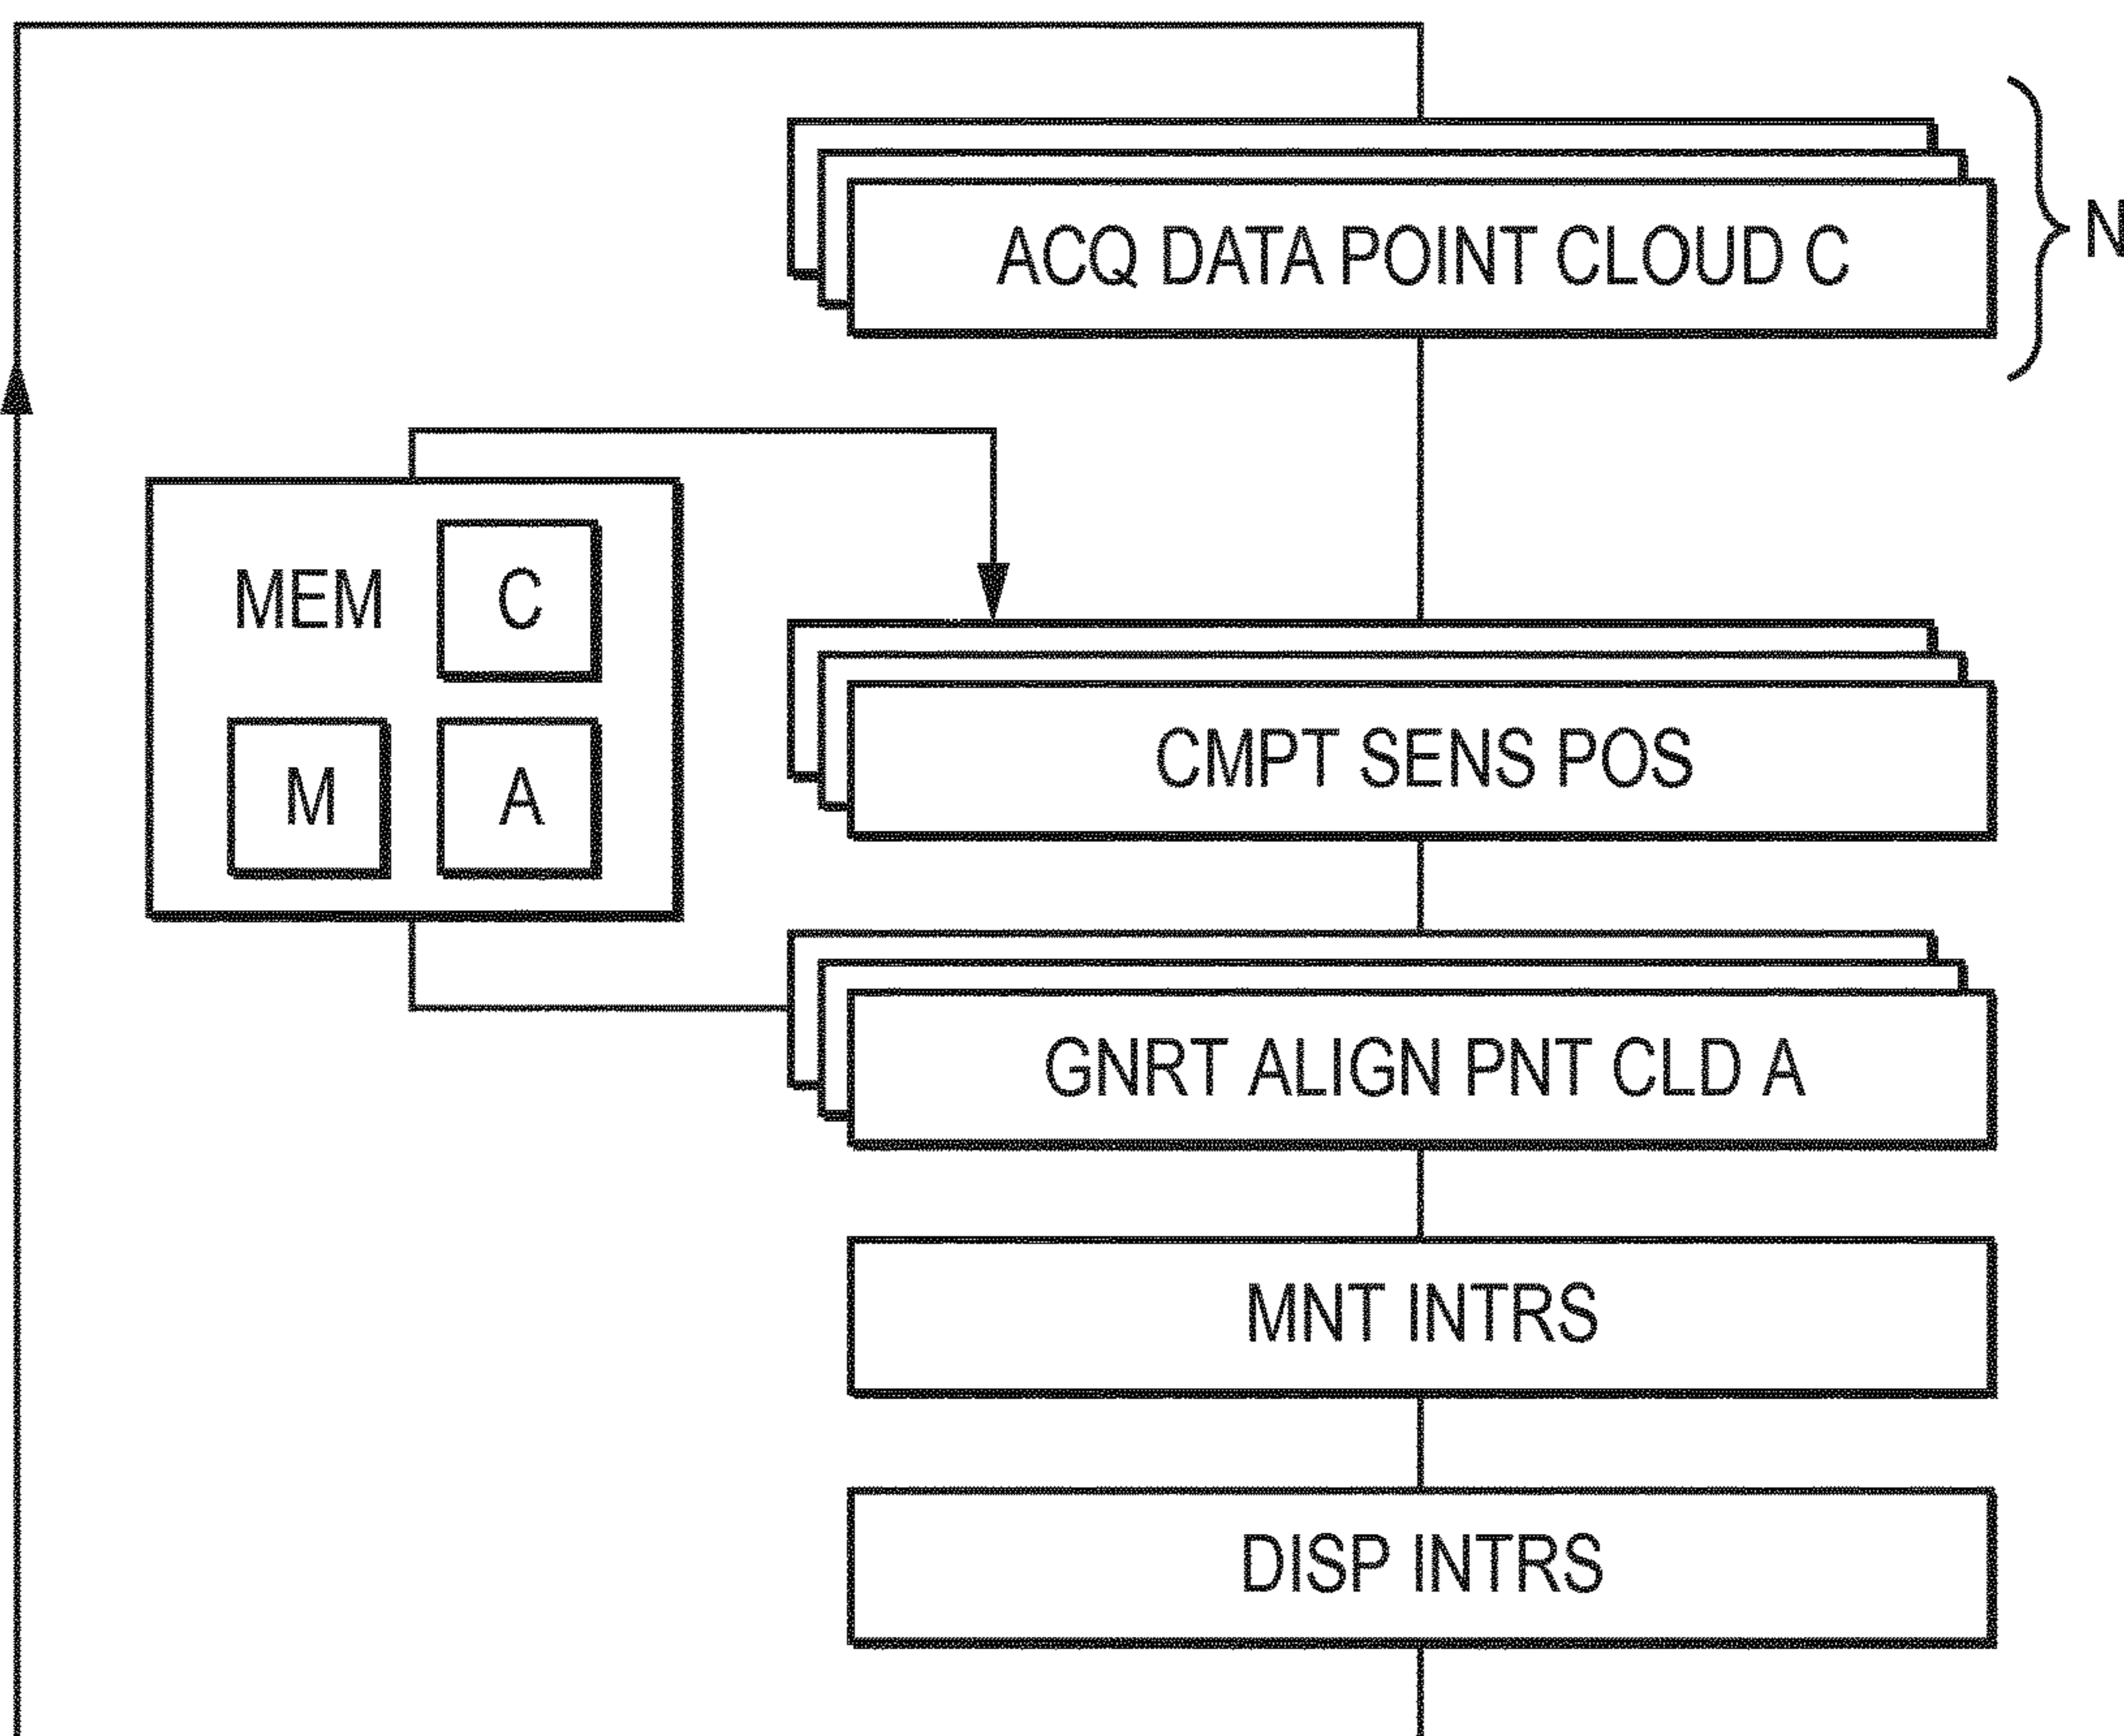 ACQ DATA POINT CLOUD C
N
MEM
C
M
A
CMPT SENS POS
GNRT ALIGN PNT CLD A
MNT INTRS
DISP INTRS